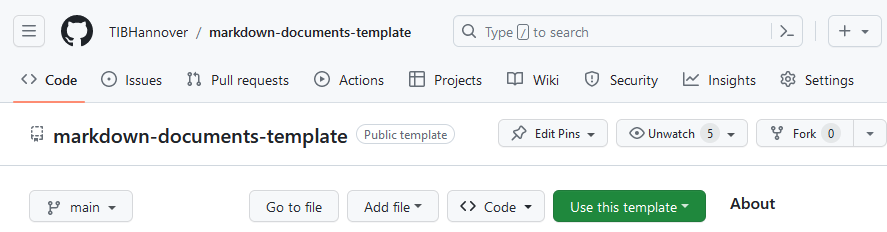 TIBHannover / markdown-documents-template Type / to search
Code Issues Pull requests Actions Projects Wiki Security Insights Settings
markdown-documents-template Public template Edit Pins Unwatch 5 Fork 0
main Go to file Add file Code Use this template About